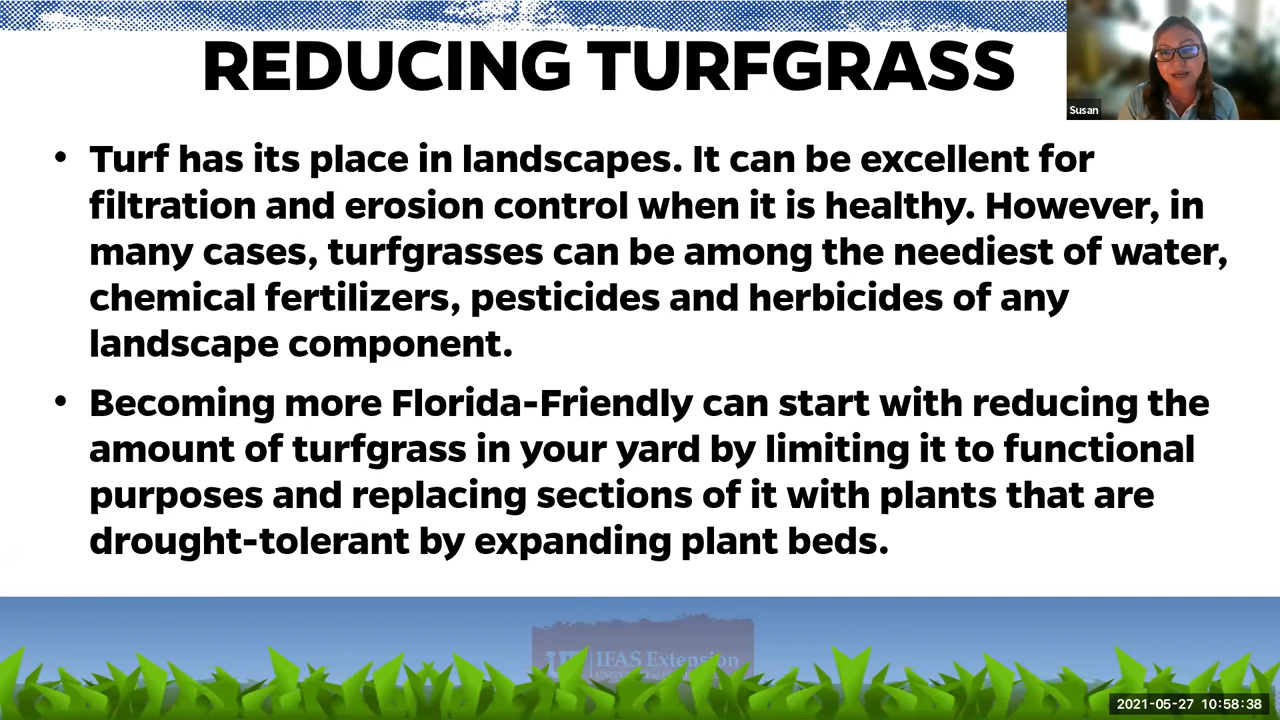 REDUCING TURFGRASS
Susan
• Turf has its place in landscapes. It can be excellent for
filtration and erosion control when it is healthy. However, in
many cases, turfgrasses can be among the neediest of water,
chemical fertilizers, pesticides and herbicides of any
landscape component.
• Becoming more Florida-Friendly can start with reducing the
amount of turfgrass in your yard by limiting it to functional
purposes and replacing sections of it with plants that are
drought-tolerant by expanding plant beds.
IFAS Extension
2021-05-27 10:58:38